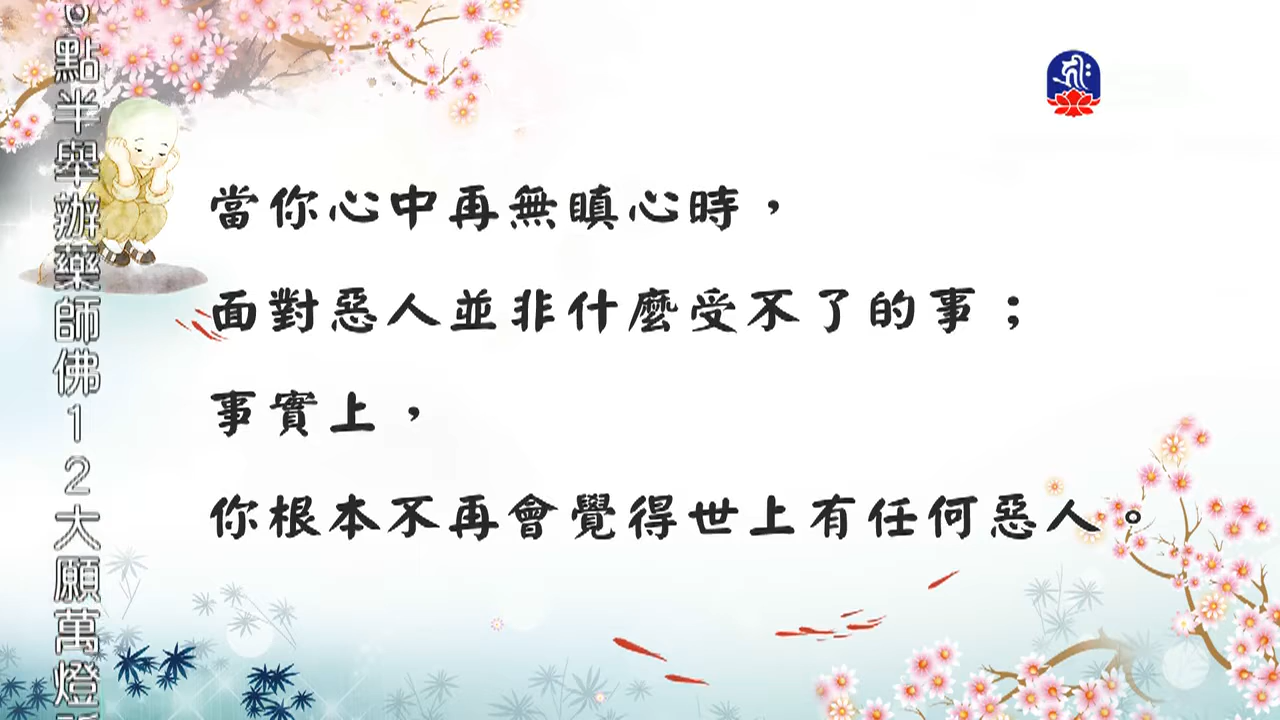 當你心中再無瞋心時，
面對惡人並非什麼受不了的事；
事實上，
你根本不再會覺得世上有任何惡人。
點半舉辦藥師佛12大願萬燈